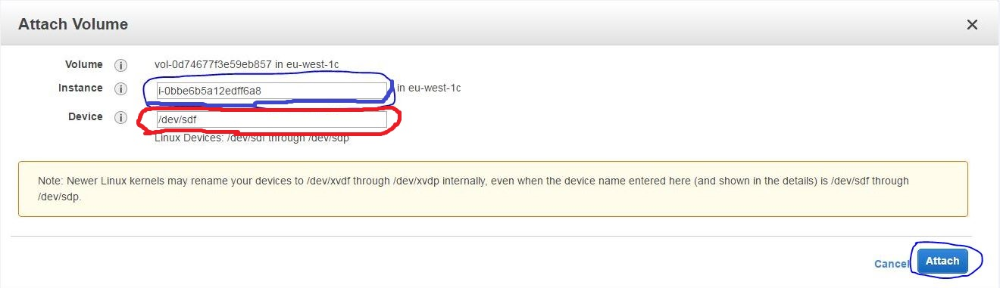 Attach Volume
Volume i vol-0d74677f3e59eb857 in eu-west-1c
Instance i i-0bbe6b5a12edff6a8 in eu-west-1c
Device i /dev/sdf
Linux Devices: /dev/sdf through /dev/sdp
Note: Newer Linux kernels may rename your devices to /dev/xvdf through /dev/xvdp internally, even when the device name entered here (and shown in the details) is /dev/sdf through
/dev/sdp.
Cancel Attach